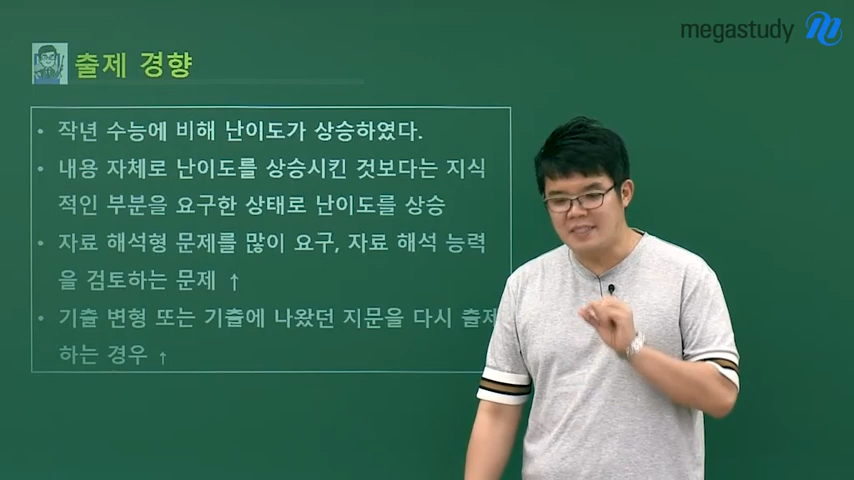 megastudy
출제 경향
• 작년 수능에 비해 난이도가 상승하였다.
• 내용 자체로 난이도를 상승시킨 것보다는 지식
적인 부분을 요구한 상태로 난이도를 상승
• 자료 해석형 문제를 많이 요구, 자료 해석 능력
을 검토하는 문제 ↑
• 기출 변형 또는 기출에 나왔던 지문을 다시 출제
하는 경우 ↑